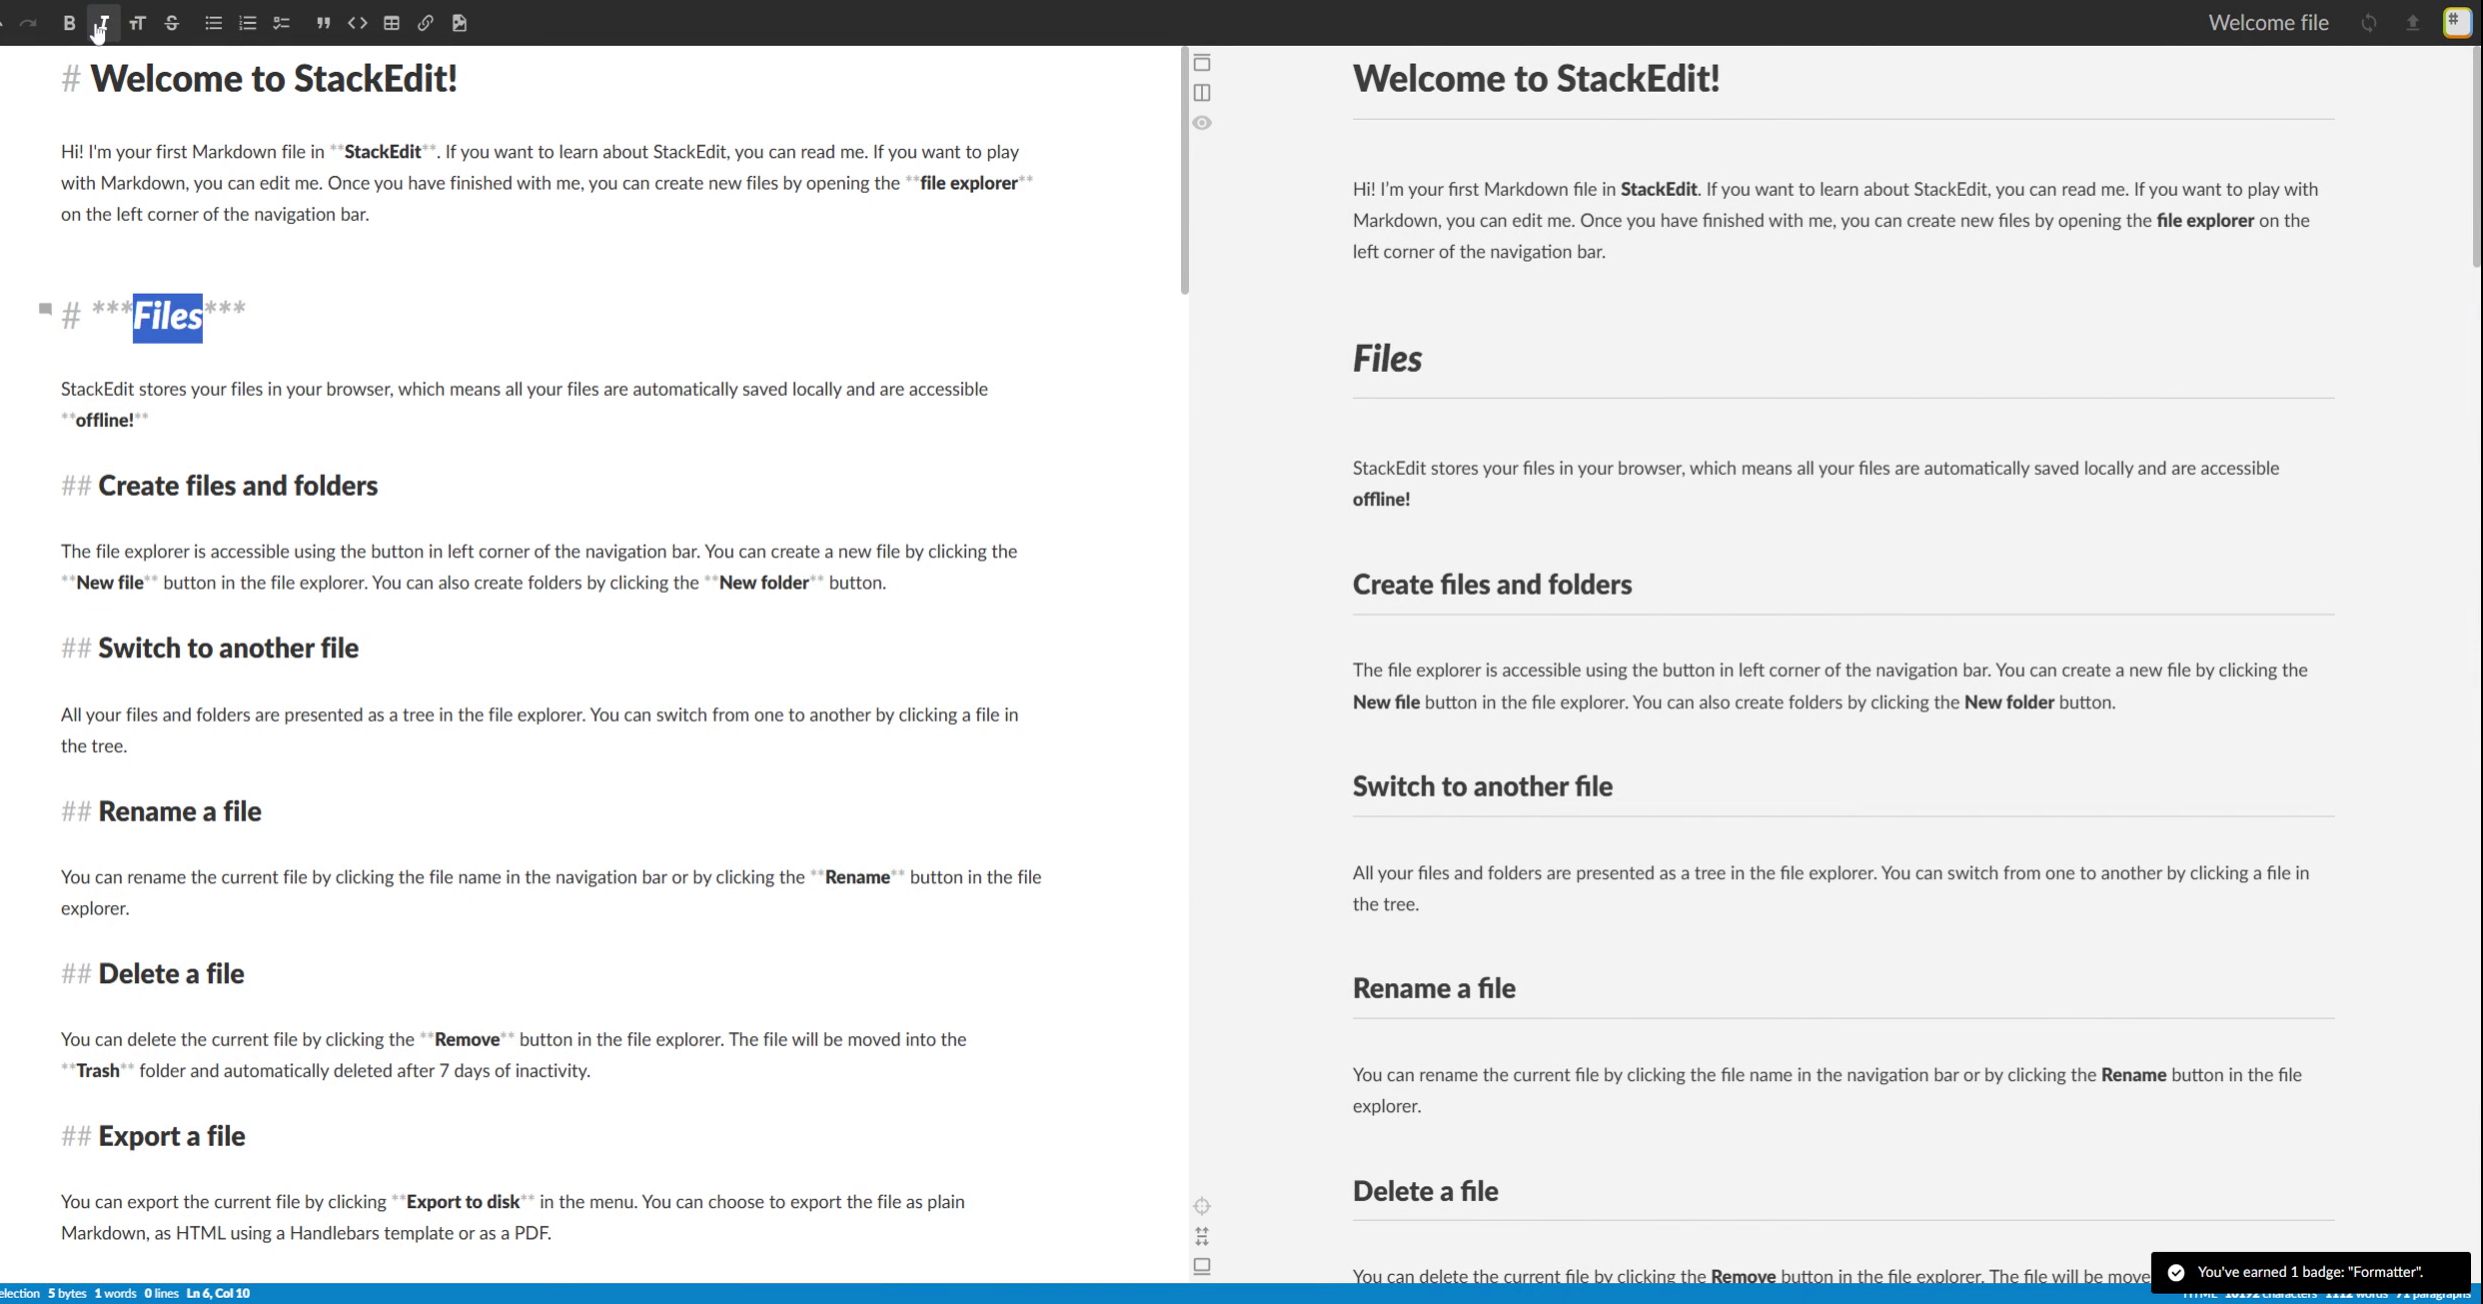 Welcome file
# Welcome to StackEdit!
Hi! I'm your first Markdown file in **StackEdit**. If you want to learn about StackEdit, you can read me. If you want to play
with Markdown, you can edit me. Once you have finished with me, you can create new files by opening the **file explorer**
on the left corner of the navigation bar.
# ***Files***
StackEdit stores your files in your browser, which means all your files are automatically saved locally and are accessible
**offline!**
## Create files and folders
The file explorer is accessible using the button in left corner of the navigation bar. You can create a new file by clicking the
**New file** button in the file explorer. You can also create folders by clicking the **New folder** button.
## Switch to another file
All your files and folders are presented as a tree in the file explorer. You can switch from one to another by clicking a file in
the tree.
## Rename a file
You can rename the current file by clicking the file name in the navigation bar or by clicking the **Rename** button in the file
explorer.
## Delete a file
You can delete the current file by clicking the **Remove** button in the file explorer. The file will be moved into the
**Trash** folder and automatically deleted after 7 days of inactivity.
## Export a file
You can export the current file by clicking **Export to disk** in the menu. You can choose to export the file as plain
Markdown, as HTML using a Handlebars template or as a PDF.
Welcome to StackEdit!
Hi! I'm your first Markdown file in StackEdit. If you want to learn about StackEdit, you can read me. If you want to play with
Markdown, you can edit me. Once you have finished with me, you can create new files by opening the file explorer on the
left corner of the navigation bar.
Files
StackEdit stores your files in your browser, which means all your files are automatically saved locally and are accessible
offline!
Create files and folders
The file explorer is accessible using the button in left corner of the navigation bar. You can create a new file by clicking the
New file button in the file explorer. You can also create folders by clicking the New folder button.
Switch to another file
All your files and folders are presented as a tree in the file explorer. You can switch from one to another by clicking a file in
the tree.
Rename a file
You can rename the current file by clicking the file name in the navigation bar or by clicking the Rename button in the file
explorer.
Delete a file
You can delete the current file by clicking the Remove button in the file explorer. The file will be move
You've earned 1 badge: "Formatter".
election 5 bytes 1 words 0 lines Ln 6, Col 10
HTML 10192 characters 1112 words 71 paragraphs